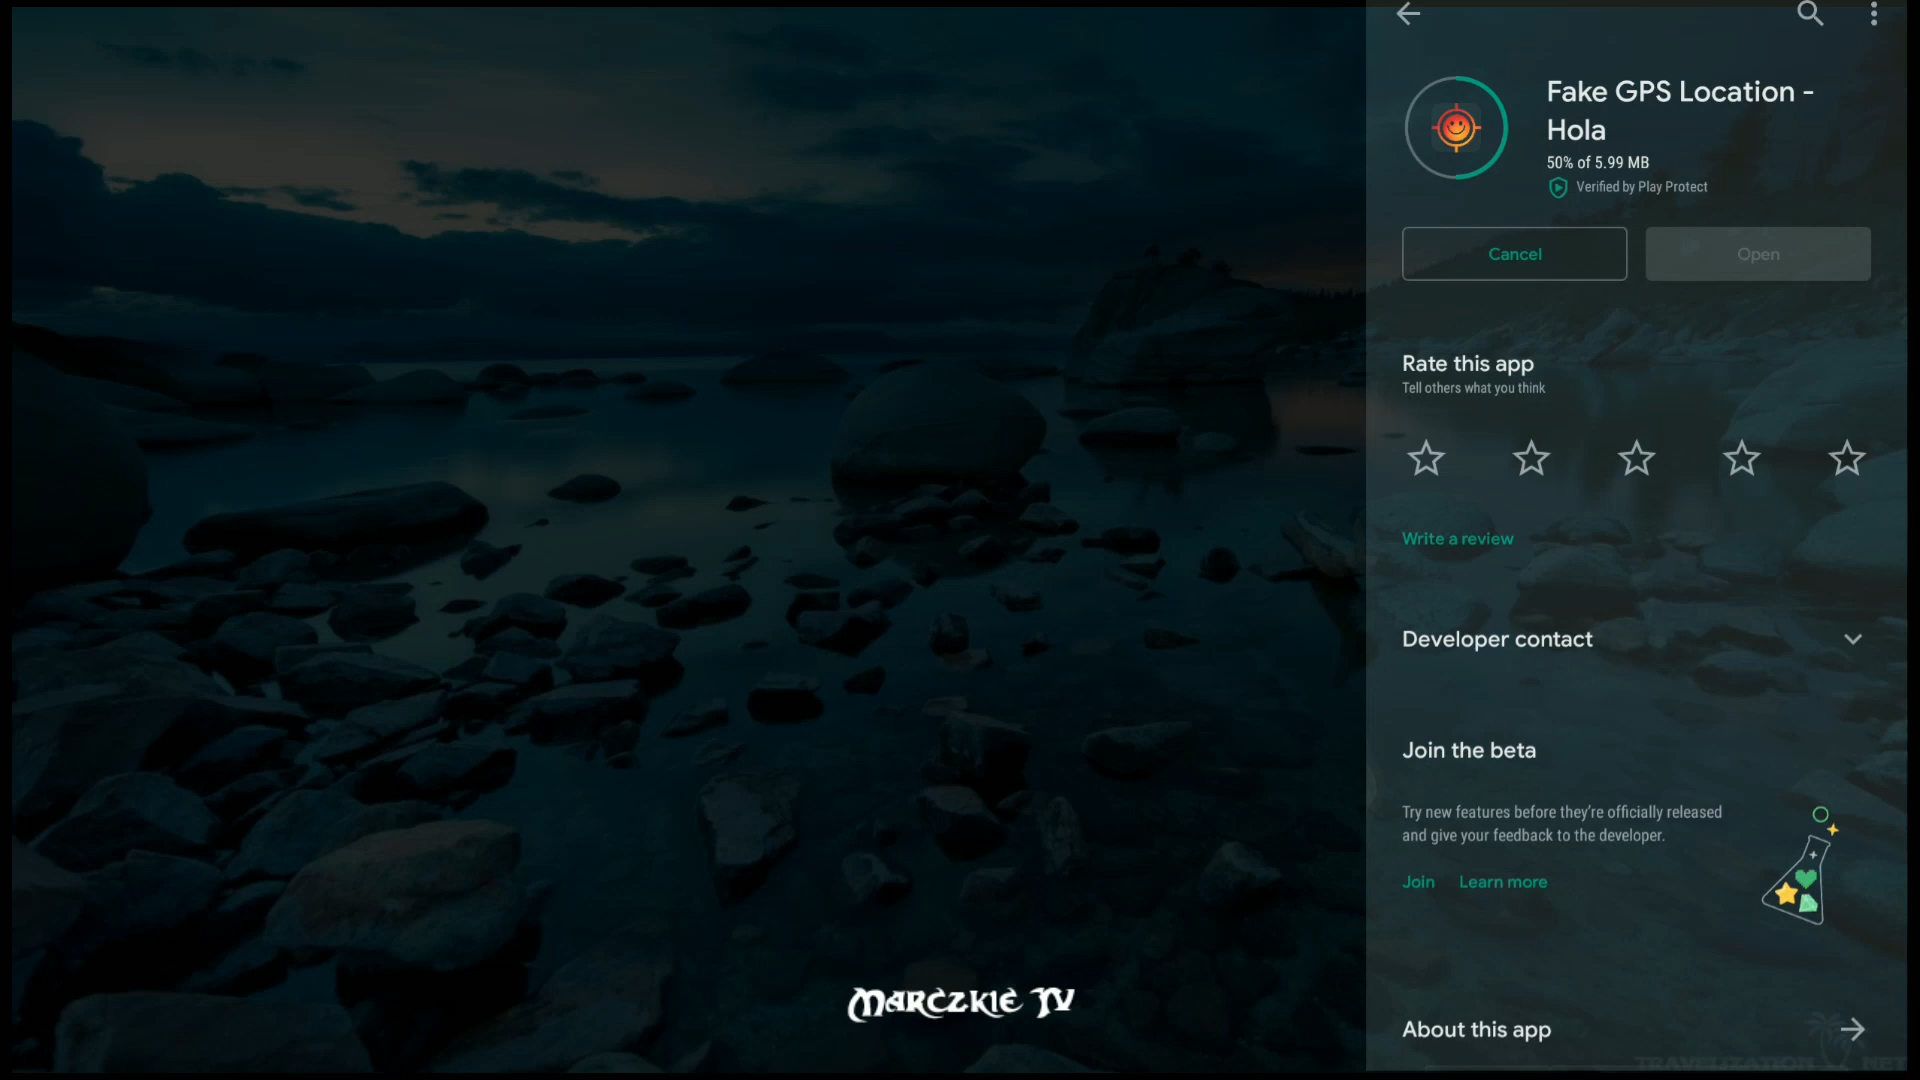 Fake GPS Location -
Hola
50% of 5.99 MB
Verified by Play Protect
Cancel
Open
Rate this app
Tell others what you think
Write a review
Developer contact
Join the beta
Try new features before they're officially released
and give your feedback to the developer.
Join Learn more
About this app
MARCZKIE TV
TRAVELIZATION NET